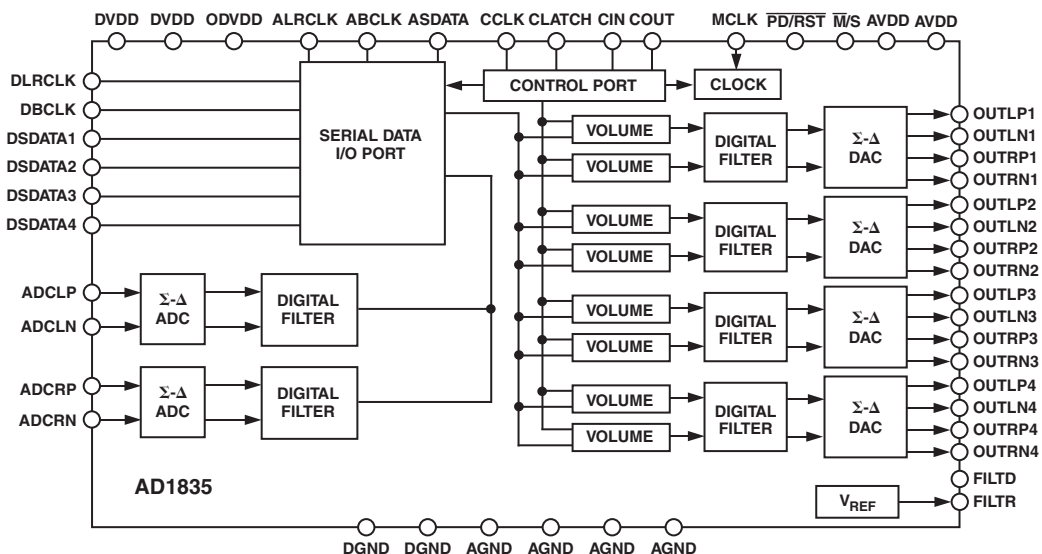 DVDD DVDD ODVDD ALRCLK ABCLK ASDATA CCLK CLATCH CIN COUT MCLK PD/RST M/S AVDD AVDD
DLRCLK
DBCLK
DSDATA1
DSDATA2
DSDATA3
DSDATA4
ADCLP
ADCLN
ADCRP
ADCRN
SERIAL DATA
I/O PORT
CONTROL PORT
CLOCK
Σ-Δ
ADC
DIGITAL
FILTER
Σ-Δ
ADC
DIGITAL
FILTER
VOLUME
VOLUME
DIGITAL
FILTER
Σ-Δ
DAC
VOLUME
VOLUME
DIGITAL
FILTER
Σ-Δ
DAC
VOLUME
VOLUME
DIGITAL
FILTER
Σ-Δ
DAC
VOLUME
VOLUME
DIGITAL
FILTER
Σ-Δ
DAC
OUTLP1
OUTLN1
OUTRP1
OUTRN1
OUTLP2
OUTLN2
OUTRP2
OUTRN2
OUTLP3
OUTLN3
OUTRP3
OUTRN3
OUTLP4
OUTLN4
OUTRP4
OUTRN4
FILTD
FILTR
VREF
AD1835
DGND DGND AGND AGND AGND AGND